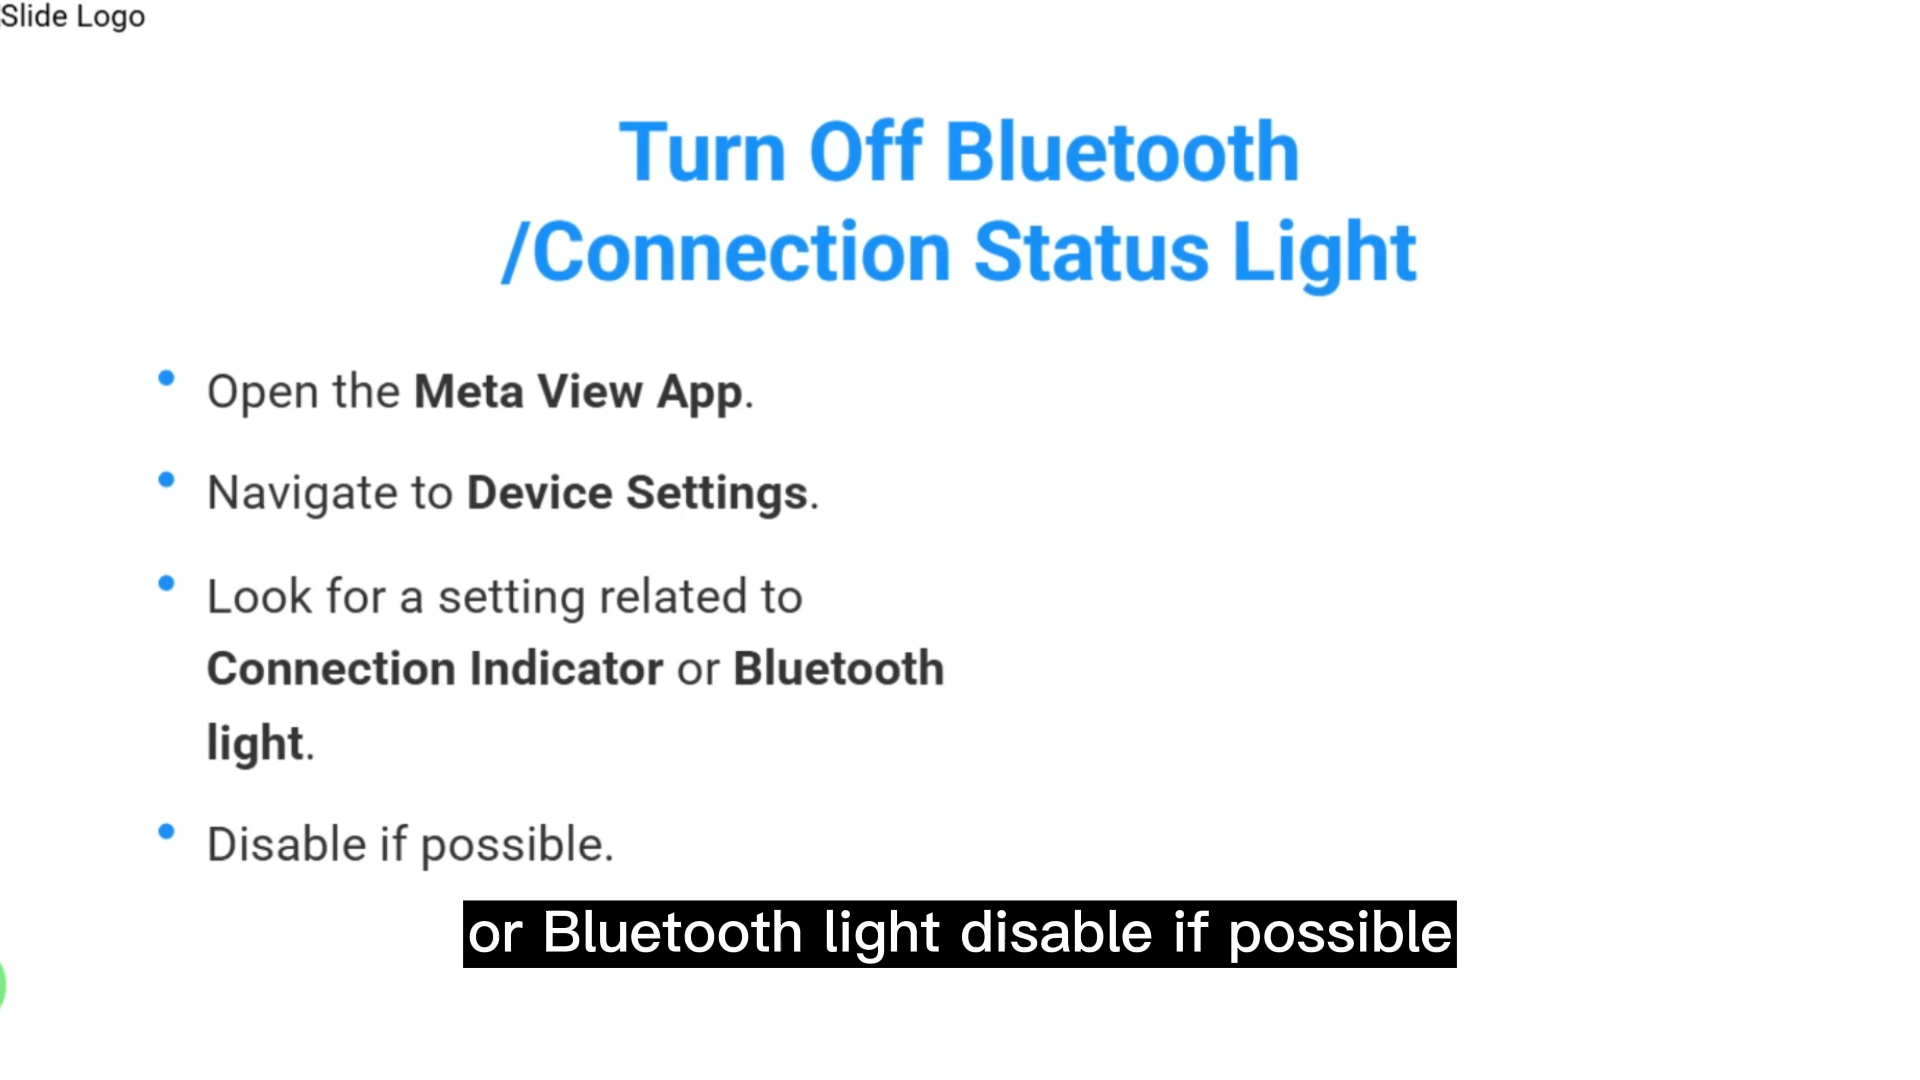 Slide Logo
Turn Off Bluetooth
/Connection Status Light
• Open the Meta View App.
• Navigate to Device Settings.
• Look for a setting related to
Connection Indicator or Bluetooth
light.
• Disable if possible.
or Bluetooth light disable if possible